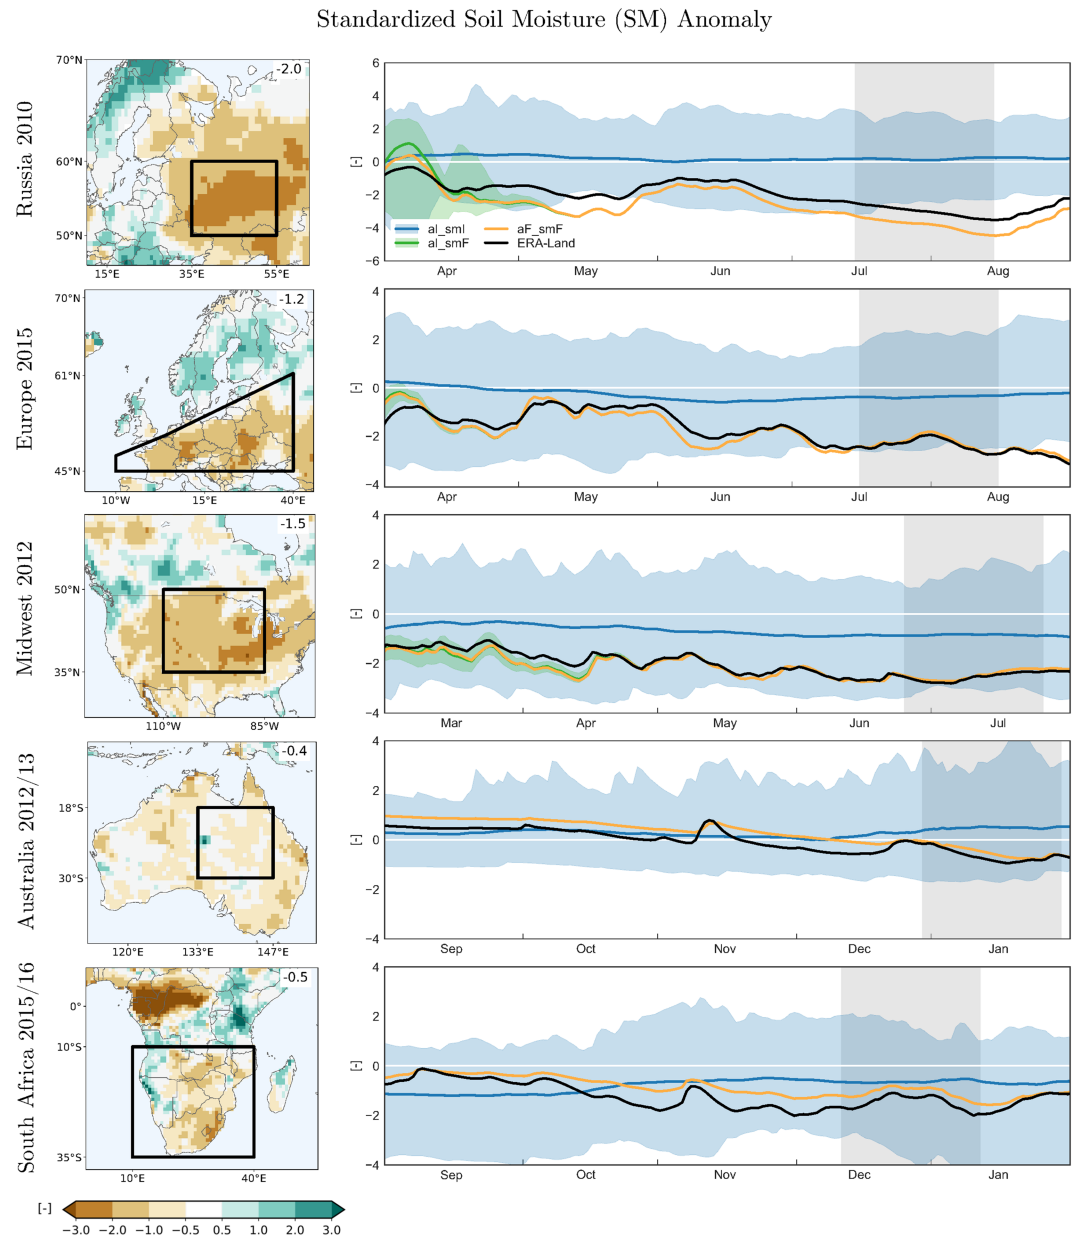 Standardized Soil Moisture (SM) Anomaly
Russia 2010
70°N
60°N
50°N
15°E 35°E 55°E
-2.0
[-]
6
4
2
0
−2
−4
−6
al_smI aF_smF
al_smF ERA-Land
Apr May Jun Jul Aug
Europe 2015
70°N
61°N
45°N
10°W 15°E 40°E
-1.2
[-]
4
2
0
−2
−4
Apr May Jun Jul Aug
Midwest 2012
50°N
35°N
110°W 85°W
-1.5
[-]
4
2
0
−2
−4
Mar Apr May Jun Jul
Australia 2012/13
18°S
30°S
120°E 133°E 147°E
-0.4
[-]
4
2
0
−2
−4
Sep Oct Nov Dec Jan
South Africa 2015/16
0°
10°S
35°S
10°E 40°E
-0.5
[-]
4
2
0
−2
−4
Sep Oct Nov Dec Jan
[-]
−3.0 −2.0 −1.0 −0.5 0.5 1.0 2.0 3.0